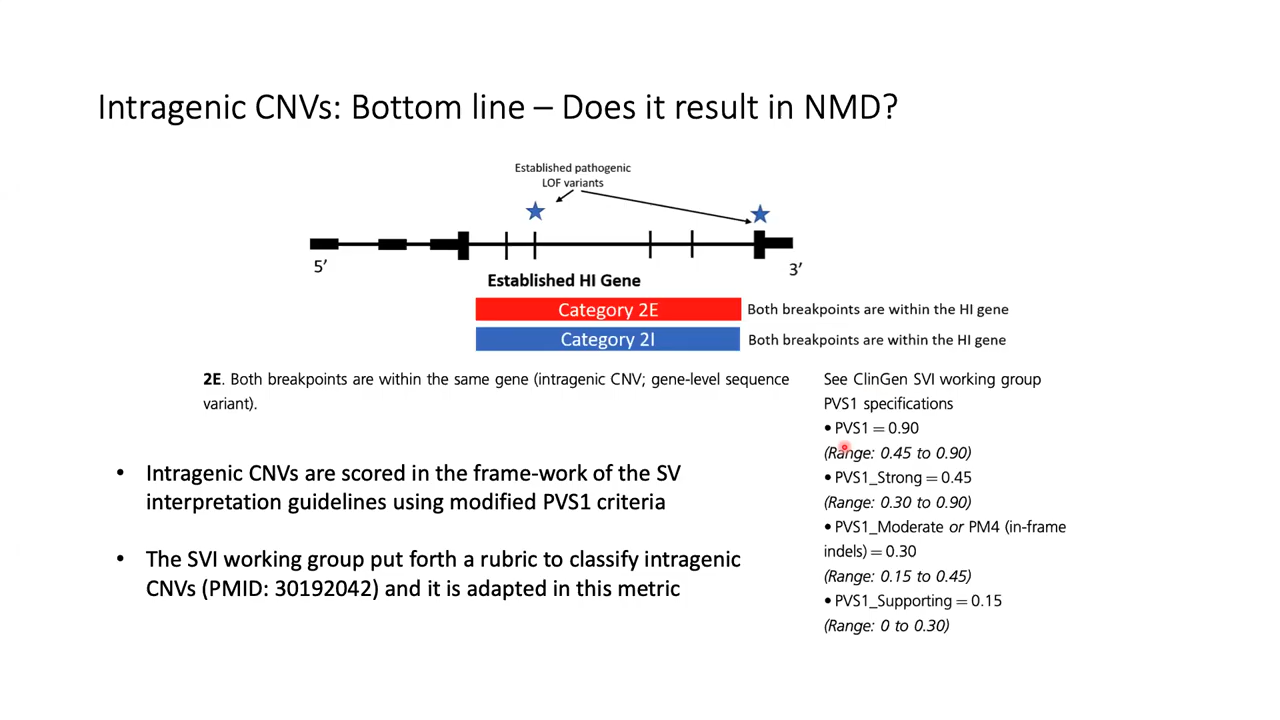 Intragenic CNVs: Bottom line – Does it result in NMD?
Established pathogenic
LOF variants
5’
3’
Established HI Gene
Category 2E
Both breakpoints are within the HI gene
Category 2I
Both breakpoints are within the HI gene
2E. Both breakpoints are within the same gene (intragenic CNV; gene-level sequence
variant).
See ClinGen SVI working group
PVS1 specifications
• PVS1 = 0.90
(Range: 0.45 to 0.90)
• PVS1_Strong = 0.45
(Range: 0.30 to 0.90)
• PVS1_Moderate or PM4 (in-frame
indels) = 0.30
(Range: 0.15 to 0.45)
• PVS1_Supporting = 0.15
(Range: 0 to 0.30)
• Intragenic CNVs are scored in the frame-work of the SV
interpretation guidelines using modified PVS1 criteria
• The SVI working group put forth a rubric to classify intragenic
CNVs (PMID: 30192042) and it is adapted in this metric